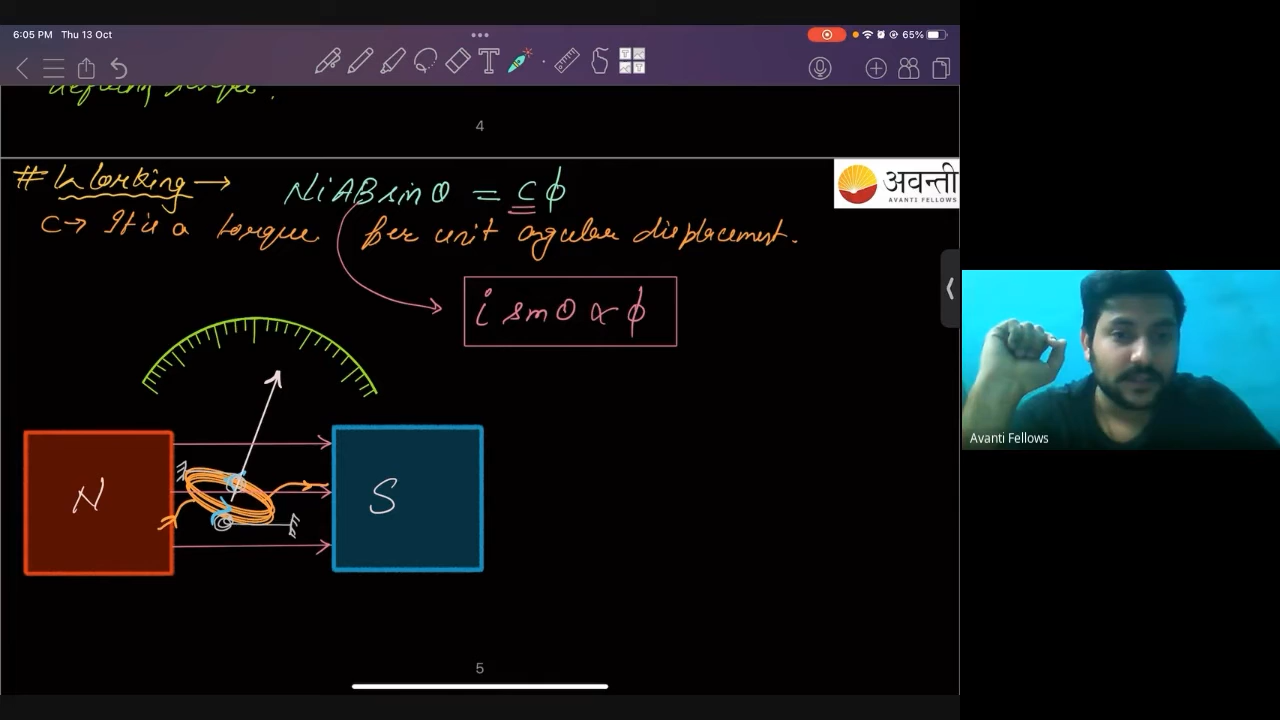 6:05 PM Thu 13 Oct
65%
4
# Working →
NiABsinθ = Cϕ
C → It is a torque per unit angular displacement.
i sinθ ∝ ϕ
अवन्ती
AVANTI FELLOWS
N
S
Avanti Fellows
5